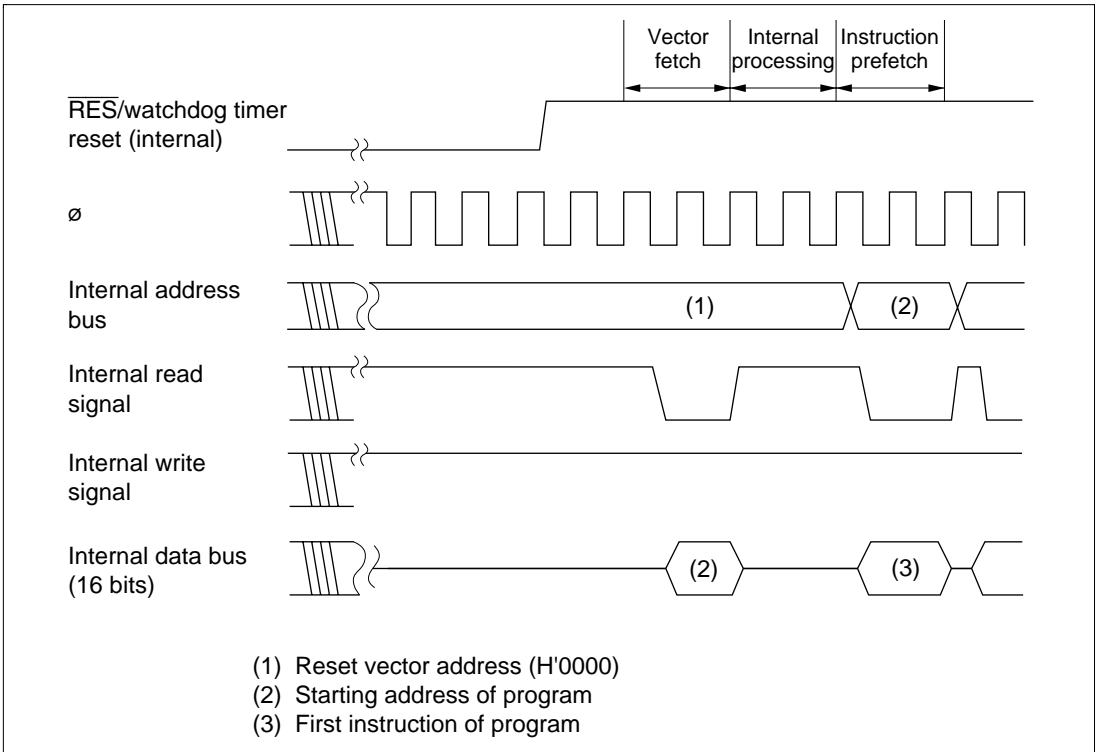 Vector fetch
Internal processing
Instruction prefetch
R̅E̅S̅/watchdog timer
reset (internal)
ø
Internal address
bus
(1)
(2)
Internal read
signal
Internal write
signal
Internal data bus
(16 bits)
(2)
(3)
(1) Reset vector address (H'0000)
(2) Starting address of program
(3) First instruction of program